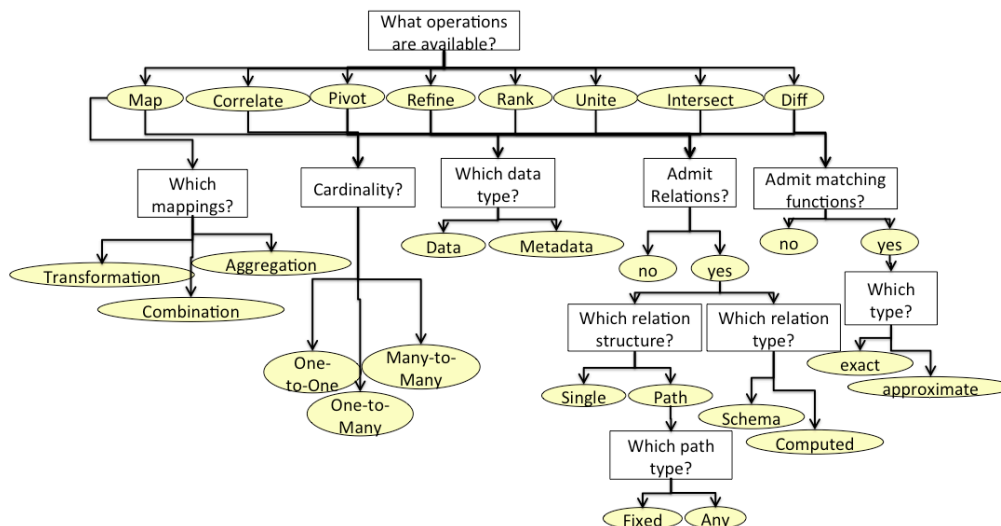 What operations
are available?
Map
Correlate
Pivot
Refine
Rank
Unite
Intersect
Diff
Which
mappings?
Cardinality?
Which data
type?
Admit
Relations?
Admit matching
functions?
Data
Metadata
no
yes
no
yes
Transformation
Aggregation
Combination
Which relation
structure?
Which relation
type?
Which
type?
One-
to-One
Many-to-
Many
One-to-
Many
exact
approximate
Single
Path
Schema
Computed
Which path
type?
Fixed
Any